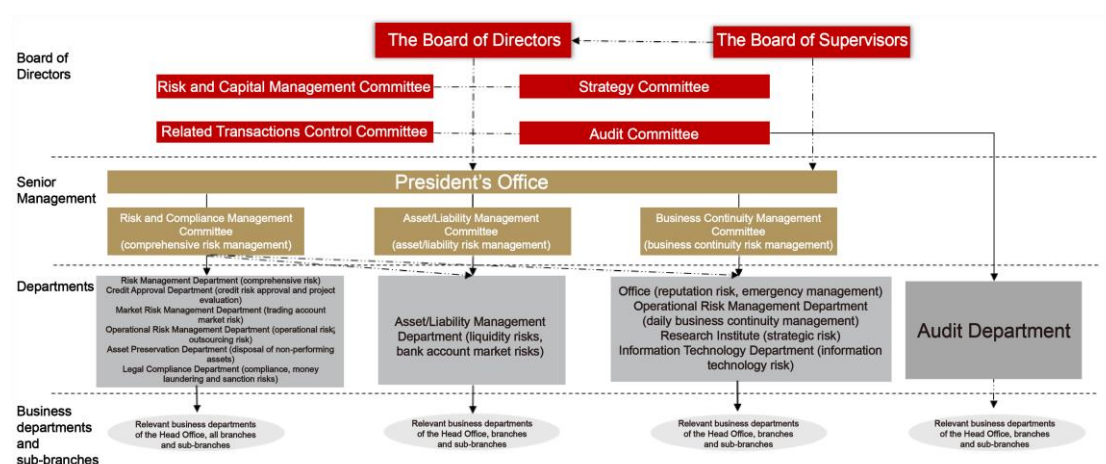 Board of
Directors
The Board of Directors
The Board of Supervisors
Risk and Capital Management Committee
Strategy Committee
Related Transactions Control Committee
Audit Committee
Senior
Management
President's Office
Risk and Compliance Management
Committee
(comprehensive risk management)
Asset/Liability Management
Committee
(asset/liability risk management)
Business Continuity Management
Committee
(business continuity risk management)
Departments
Risk Management Department (comprehensive risk)
Credit Approval Department (credit risk approval and project
evaluation)
Market Risk Management Department (trading account
market risk)
Operational Risk Management Department (operational risk;
outsourcing risk)
Asset Preservation Department (disposal of non-performing
assets)
Legal Compliance Department (compliance, money
laundering and sanction risks)
Asset/Liability Management
Department (liquidity risks,
bank account market risks)
Office (reputation risk, emergency management)
Operational Risk Management Department
(daily business continuity management)
Research Institute (strategic risk)
Information Technology Department (information
technology risk)
Audit Department
Business
departments
and
sub-branches
Relevant business departments
of the Head Office, all branches
and sub-branches
Relevant business departments
of the Head Office, branches
and sub-branches
Relevant business departments
of the Head Office, branches
and sub-branches
Relevant business departments
of the Head Office, branches
and sub-branches